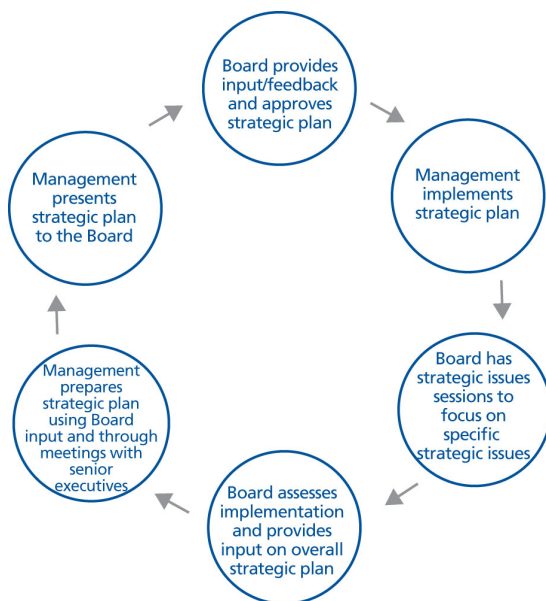 Board provides
input/feedback
and approves
strategic plan
Management
implements
strategic plan
Board has
strategic issues
sessions to
focus on
specific
strategic issues
Board assesses
implementation
and provides
input on overall
strategic plan
Management
prepares
strategic plan
using Board
input and through
meetings with
senior
executives
Management
presents
strategic plan
to the Board